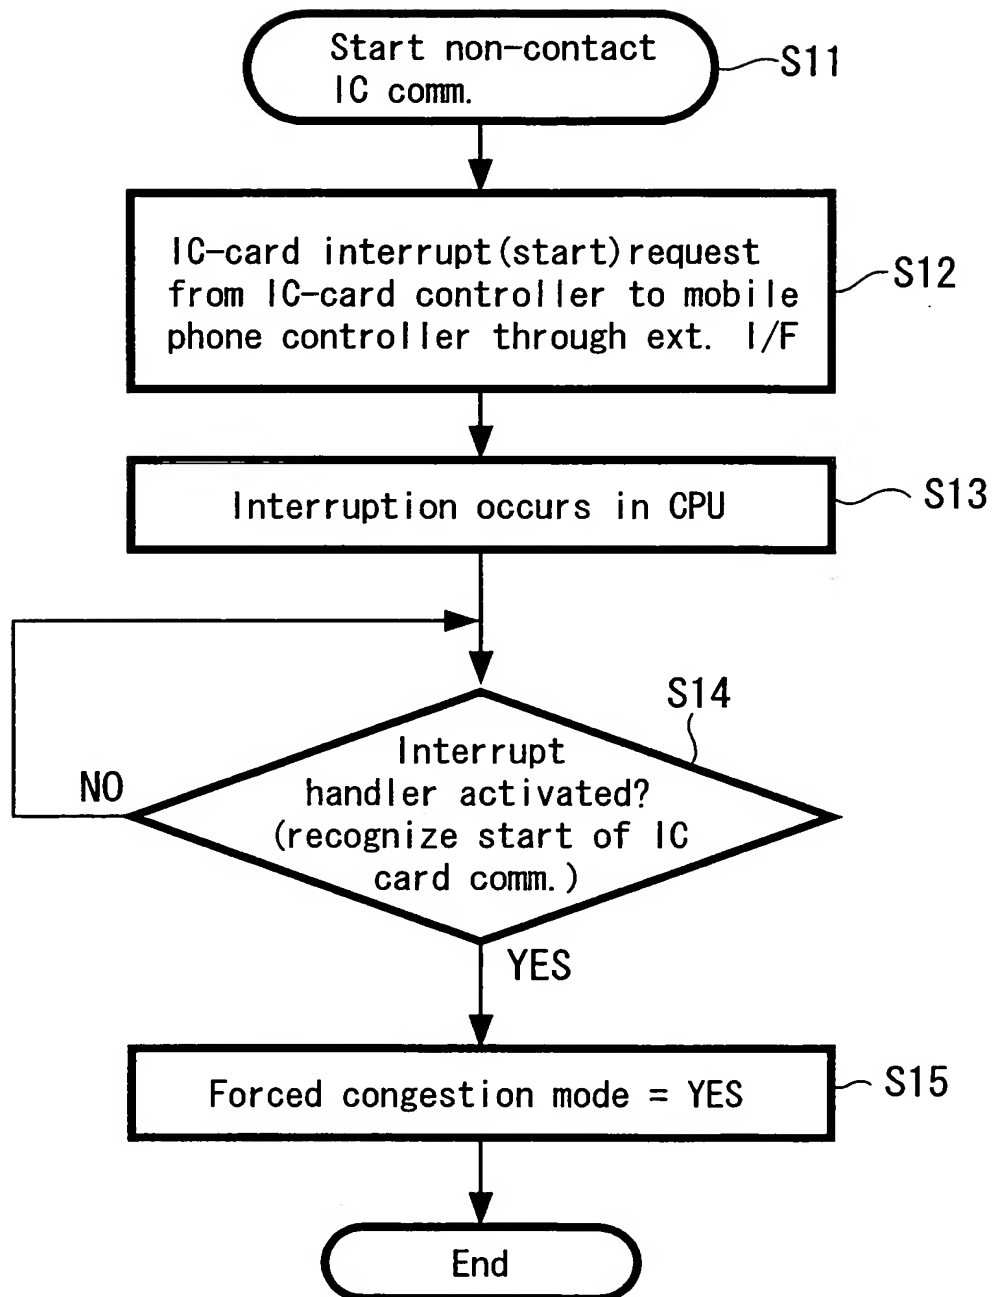 Start non-contact
IC comm.
S11
IC-card interrupt(start)request
from IC-card controller to mobile
phone controller through ext. I/F
S12
Interruption occurs in CPU
S13
S14
Interrupt
handler activated?
(recognize start of IC
card comm.)
NO
YES
Forced congestion mode = YES
S15
End